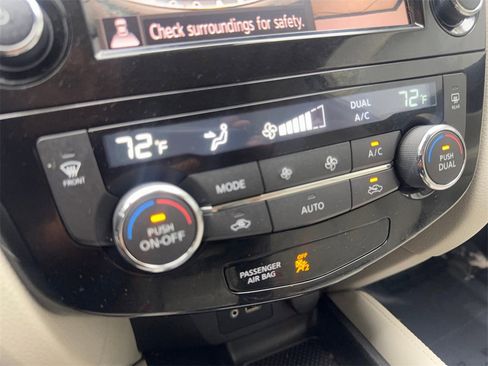 Check surroundings for safety.
72°F
DUAL
A/C
72°F
FRONT
MODE
A/C
REAR
PUSH
ON·OFF
AUTO
PUSH
DUAL
PASSENGER
AIR BAG
OFF
2